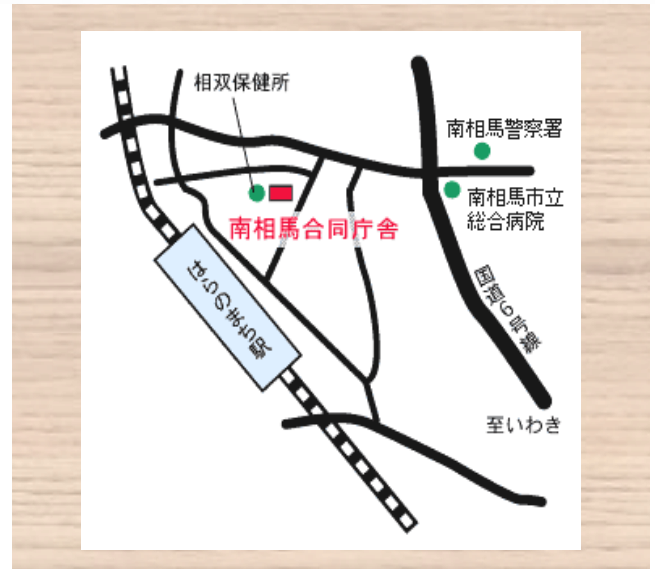 相双保健所
南相馬警察署
南相馬市立
総合病院
南相馬合同庁舎
はらのまち駅
国道6号線
至いわき